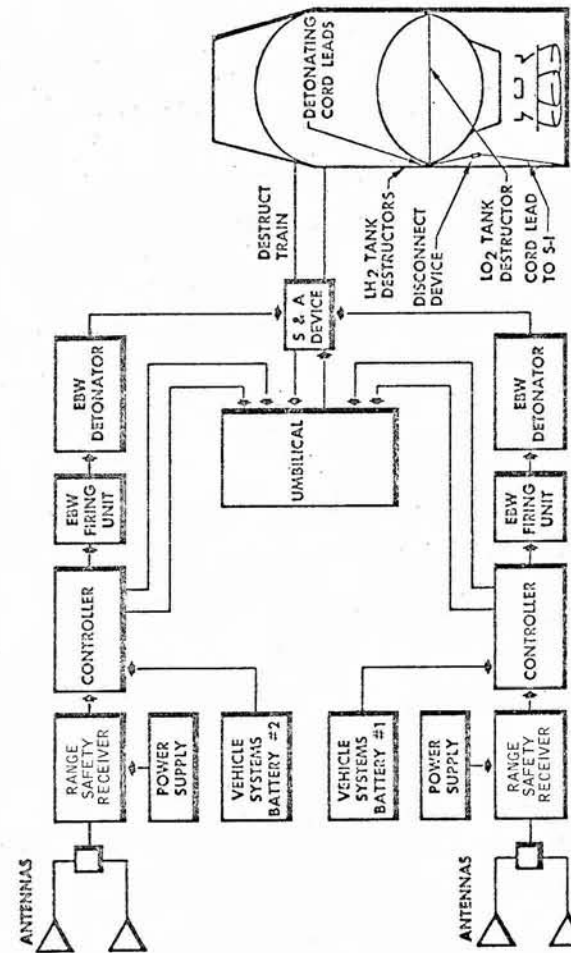 ANTENNAS
RANGE
SAFETY
RECEIVER
POWER
SUPPLY
CONTROLLER
VEHICLE
SYSTEMS
BATTERY #2
EBW
FIRING
UNIT
EBW
DETONATOR
UMBILICAL
S & A
DEVICE
DESTRUCT
TRAIN
DETONATING
CORD LEADS
LH2 TANK
DESTRUCTORS
DISCONNECT
DEVICE
LO2 TANK
DESTRUCTOR
CORD LEAD
TO S-I
VEHICLE
SYSTEMS
BATTERY #1
POWER
SUPPLY
ANTENNAS
RANGE
SAFETY
RECEIVER
CONTROLLER
EBW
FIRING
UNIT
EBW
DETONATOR